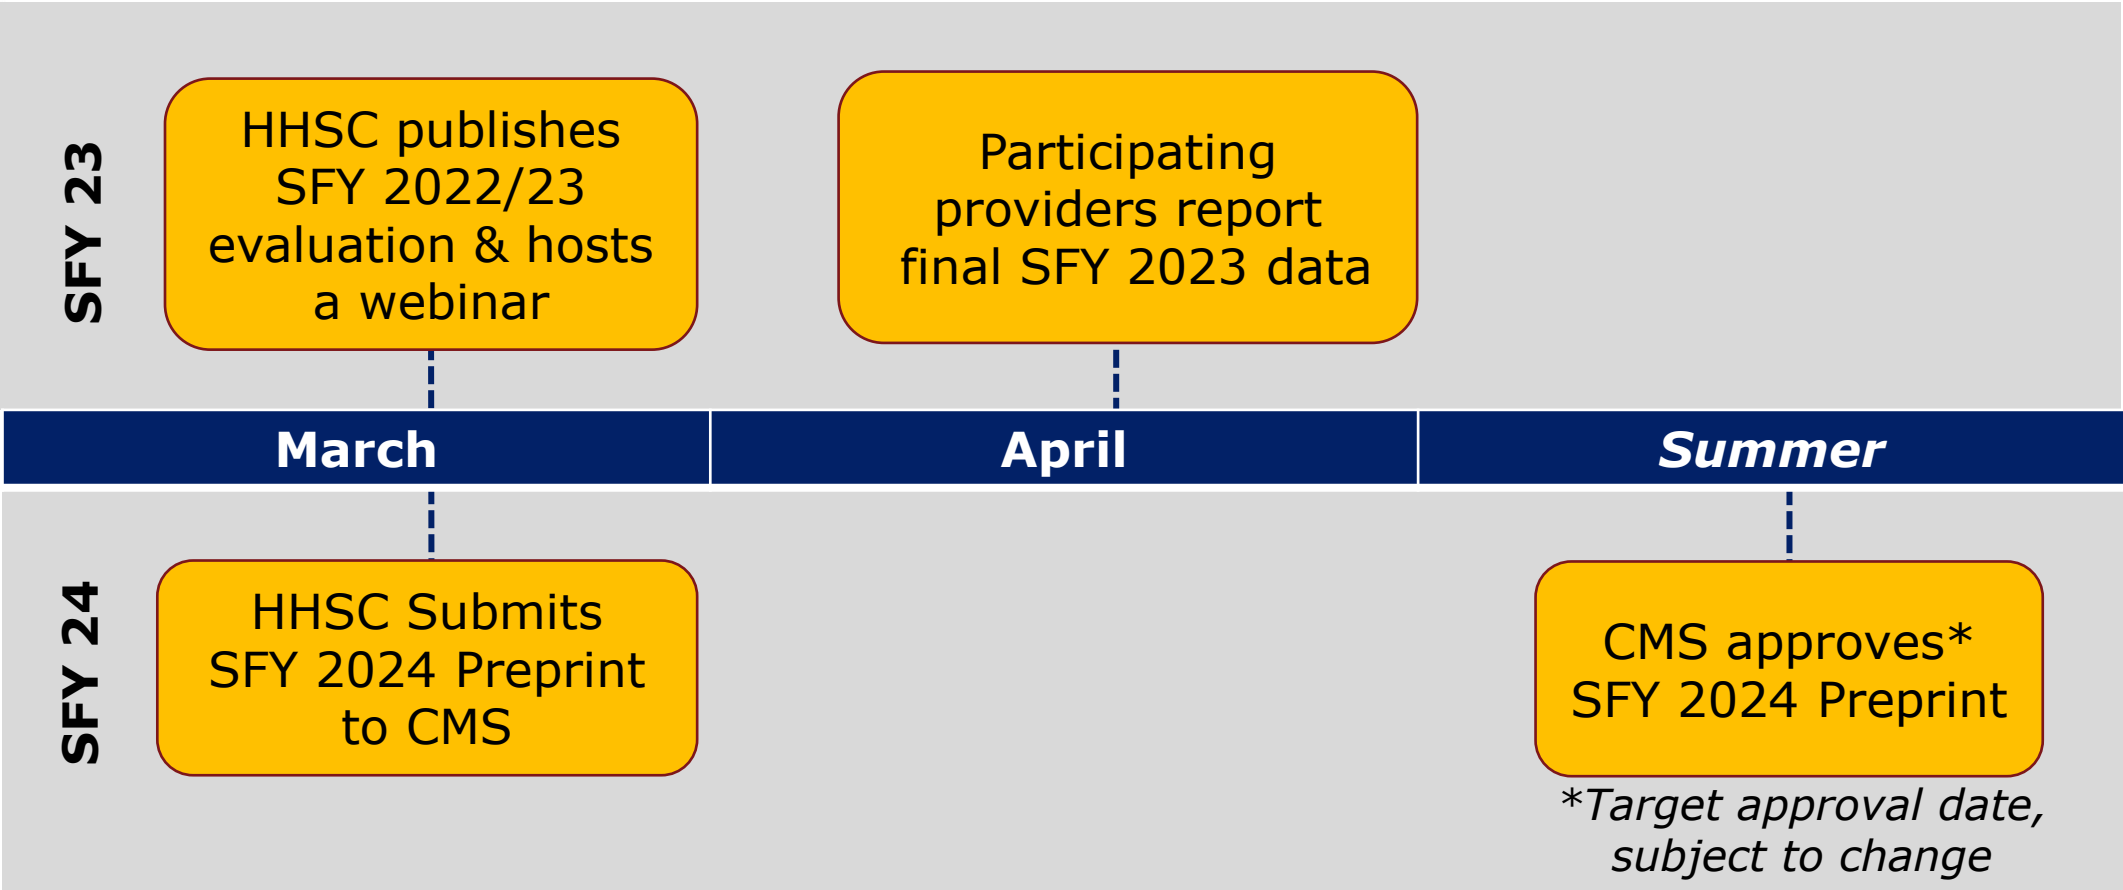 SFY 23
HHSC publishes
SFY 2022/23
evaluation & hosts
a webinar
Participating
providers report
final SFY 2023 data
March
April
Summer
SFY 24
HHSC Submits
SFY 2024 Preprint
to CMS
CMS approves*
SFY 2024 Preprint
*Target approval date,
subject to change